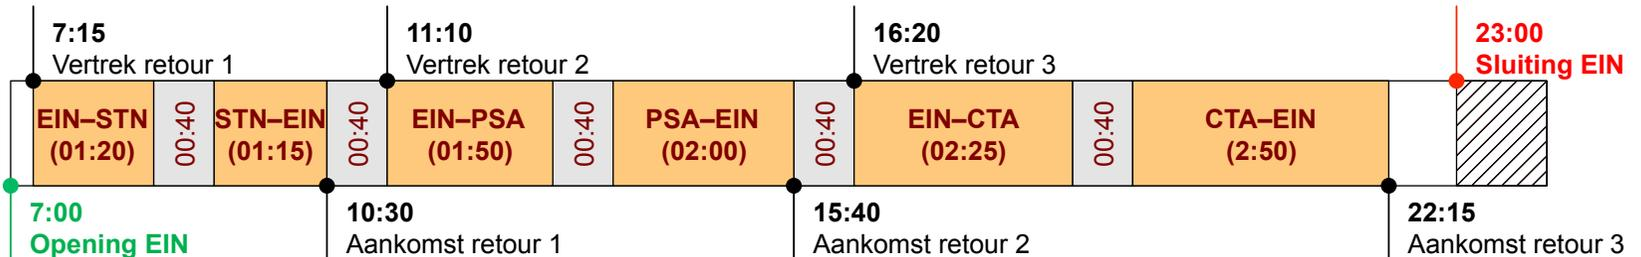 7:15
Vertrek retour 1
11:10
Vertrek retour 2
16:20
Vertrek retour 3
23:00
Sluiting EIN
EIN–STN
(01:20)
00:40
STN–EIN
(01:15)
00:40
EIN–PSA
(01:50)
00:40
PSA–EIN
(02:00)
00:40
EIN–CTA
(02:25)
00:40
CTA–EIN
(2:50)
7:00
Opening EIN
10:30
Aankomst retour 1
15:40
Aankomst retour 2
22:15
Aankomst retour 3